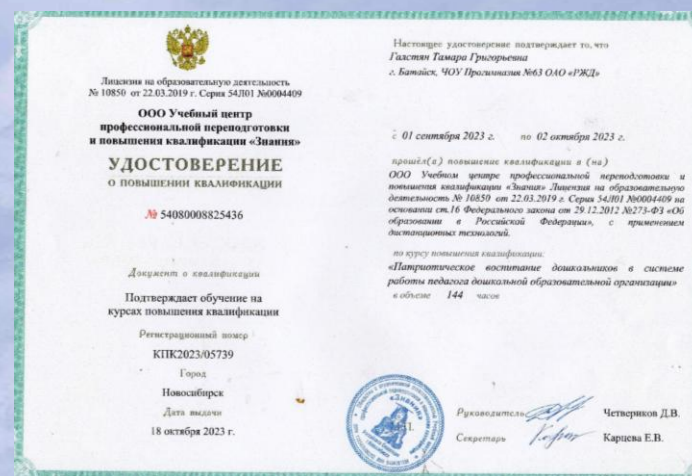 Лицензия на образовательную деятельность
№ 10850 от 22.03.2019 г. Серия 54Л01 №0004409
ООО Учебный центр
профессиональной переподготовки
и повышения квалификации «Знания»
УДОСТОВЕРЕНИЕ
О ПОВЫШЕНИИ КВАЛИФИКАЦИИ
№ 54080008825436
Документ о квалификации
Подтверждает обучение на
курсах повышения квалификации
Регистрационный номер
КПК2023/05739
Город
Новосибирск
Дата выдачи
18 октября 2023 г.
Настоящее удостоверение подтверждает то, что
Галстян Тамара Григорьевна
г. Батайск, ЧОУ Прогимназия №63 ОАО «РЖД»
с 01 сентября 2023 г. по 02 октября 2023 г.
прошёл(а) повышение квалификации в (на)
ООО Учебном центре профессиональной переподготовки и
повышения квалификации «Знания» Лицензия на образовательную
деятельность № 10850 от 22.03.2019 г. Серия 54Л01 №0004409 на
основании ст.16 Федерального закона от 29.12.2012 №273-ФЗ «Об
образовании в Российской Федерации», с применением
дистанционных технологий.
по курсу повышения квалификации:
«Патриотическое воспитание дошкольников в системе
работы педагога дошкольной образовательной организации»
в объеме 144 часов
«Знания»
М.П.
Руководитель Четвериков Д.В.
Секретарь Карцева Е.В.